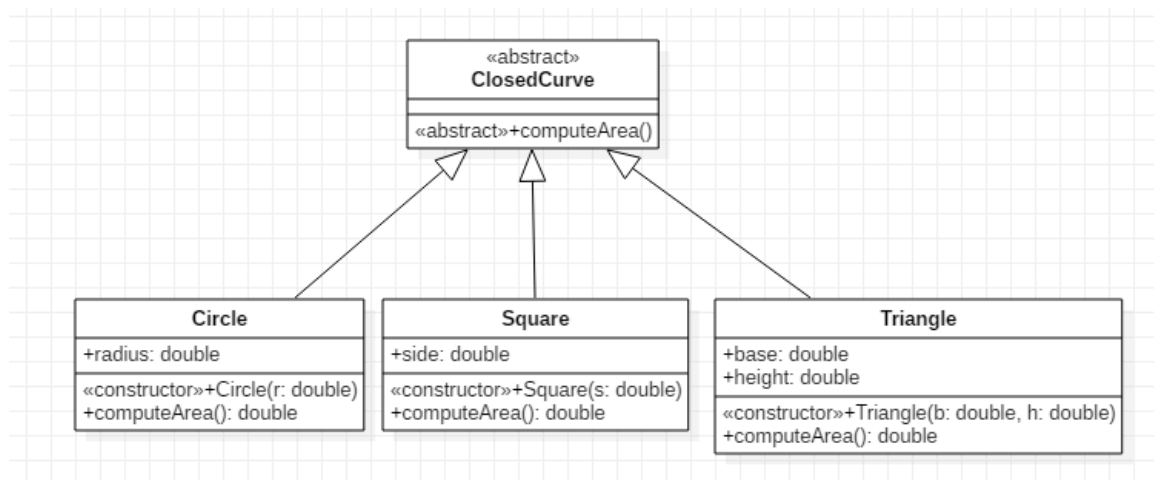 «abstract»
ClosedCurve
«abstract»+computeArea()
Circle
+radius: double
«constructor»+Circle(r: double)
+computeArea(): double
Square
+side: double
«constructor»+Square(s: double)
+computeArea(): double
Triangle
+base: double
+height: double
«constructor»+Triangle(b: double, h: double)
+computeArea(): double